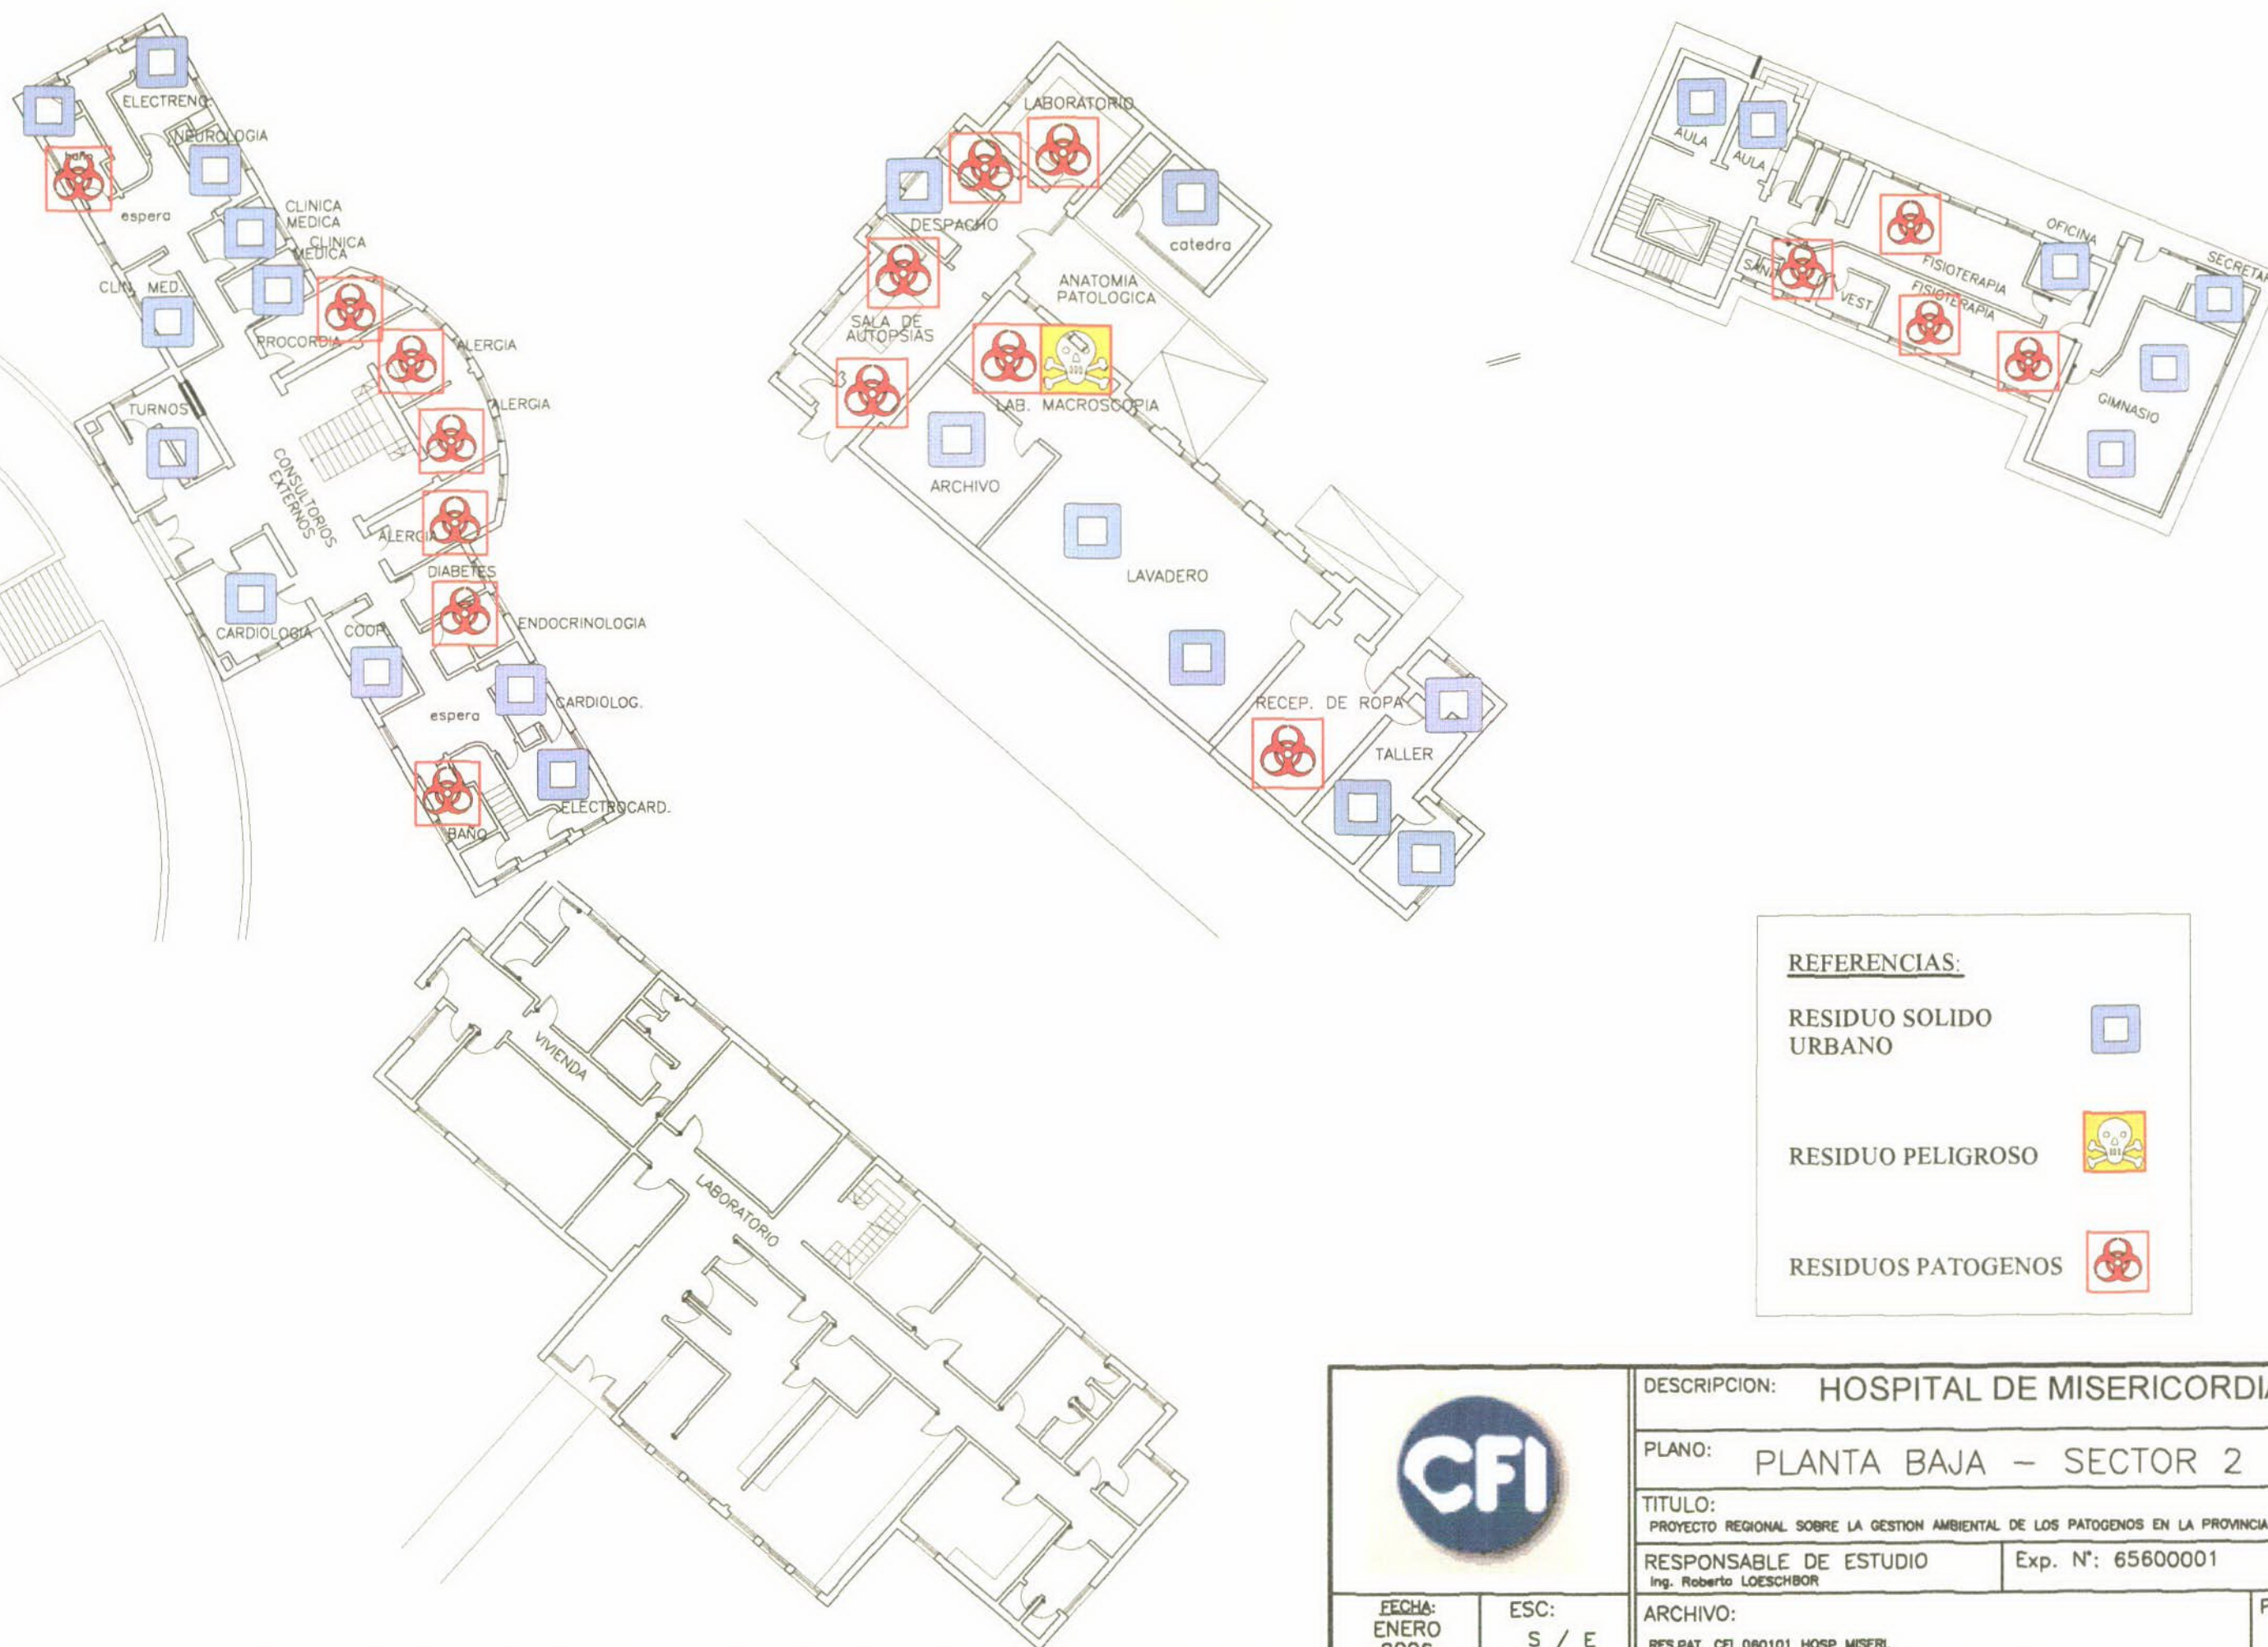 ELECTRENC.
NEUROLOGIA
baño
espera
CLINICA
MEDICA
CLINICA
MEDICA
CLIN. MED.
PROCORDIA
ALERGIA
TURNOS
ALERGIA
CONSULTORIOS
EXTERNOS
ALERGIA
DIABETES
ENDOCRINOLOGIA
CARDIOLOGIA
COOP.
CARDIOLOG.
espera
ELECTROCARD.
BAÑO
LABORATORIO
DESPACHO
catedra
ANATOMIA
PATOLOGICA
SALA DE
AUTOPSIAS
LAB. MACROSCOPIA
ARCHIVO
LAVADERO
RECEP. DE ROPA
TALLER
AULA
AULA
OFICINA
FISIOTERAPIA
FISIOTERAPIA
VEST.
GIMNASIO
VIVIENDA
LABORATORIO
REFERENCIAS:
RESIDUO SOLIDO
URBANO
RESIDUO PELIGROSO
RESIDUOS PATOGENOS
CFI
DESCRIPCION: HOSPITAL DE MISERICORDIA
PLANO: PLANTA BAJA – SECTOR 2
TITULO:
PROYECTO REGIONAL SOBRE LA GESTION AMBIENTAL DE LOS PATOGENOS EN LA PROVINCIA
RESPONSABLE DE ESTUDIO
Ing. Roberto LOESCHBOR
Exp. N°: 65600001
FECHA:
ENERO
ESC:
S / E
ARCHIVO: